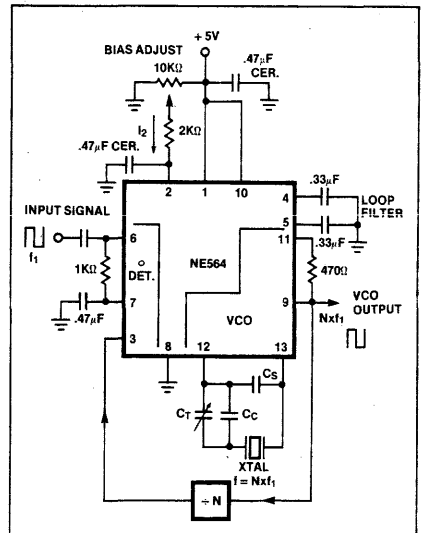 +5V
BIAS ADJUST
10KΩ
.47µF
CER.
I2
2KΩ
.47µF CER.
2
1
10
4
.33µF
INPUT SIGNAL
f1
6
5
LOOP
FILTER
11
.33µF
1KΩ
φ
DET.
NE564
470Ω
7
9
VCO
OUTPUT
Nxf1
.47µF
3
VCO
8
12
13
CS
CT
CC
XTAL
f = Nxf1
÷N